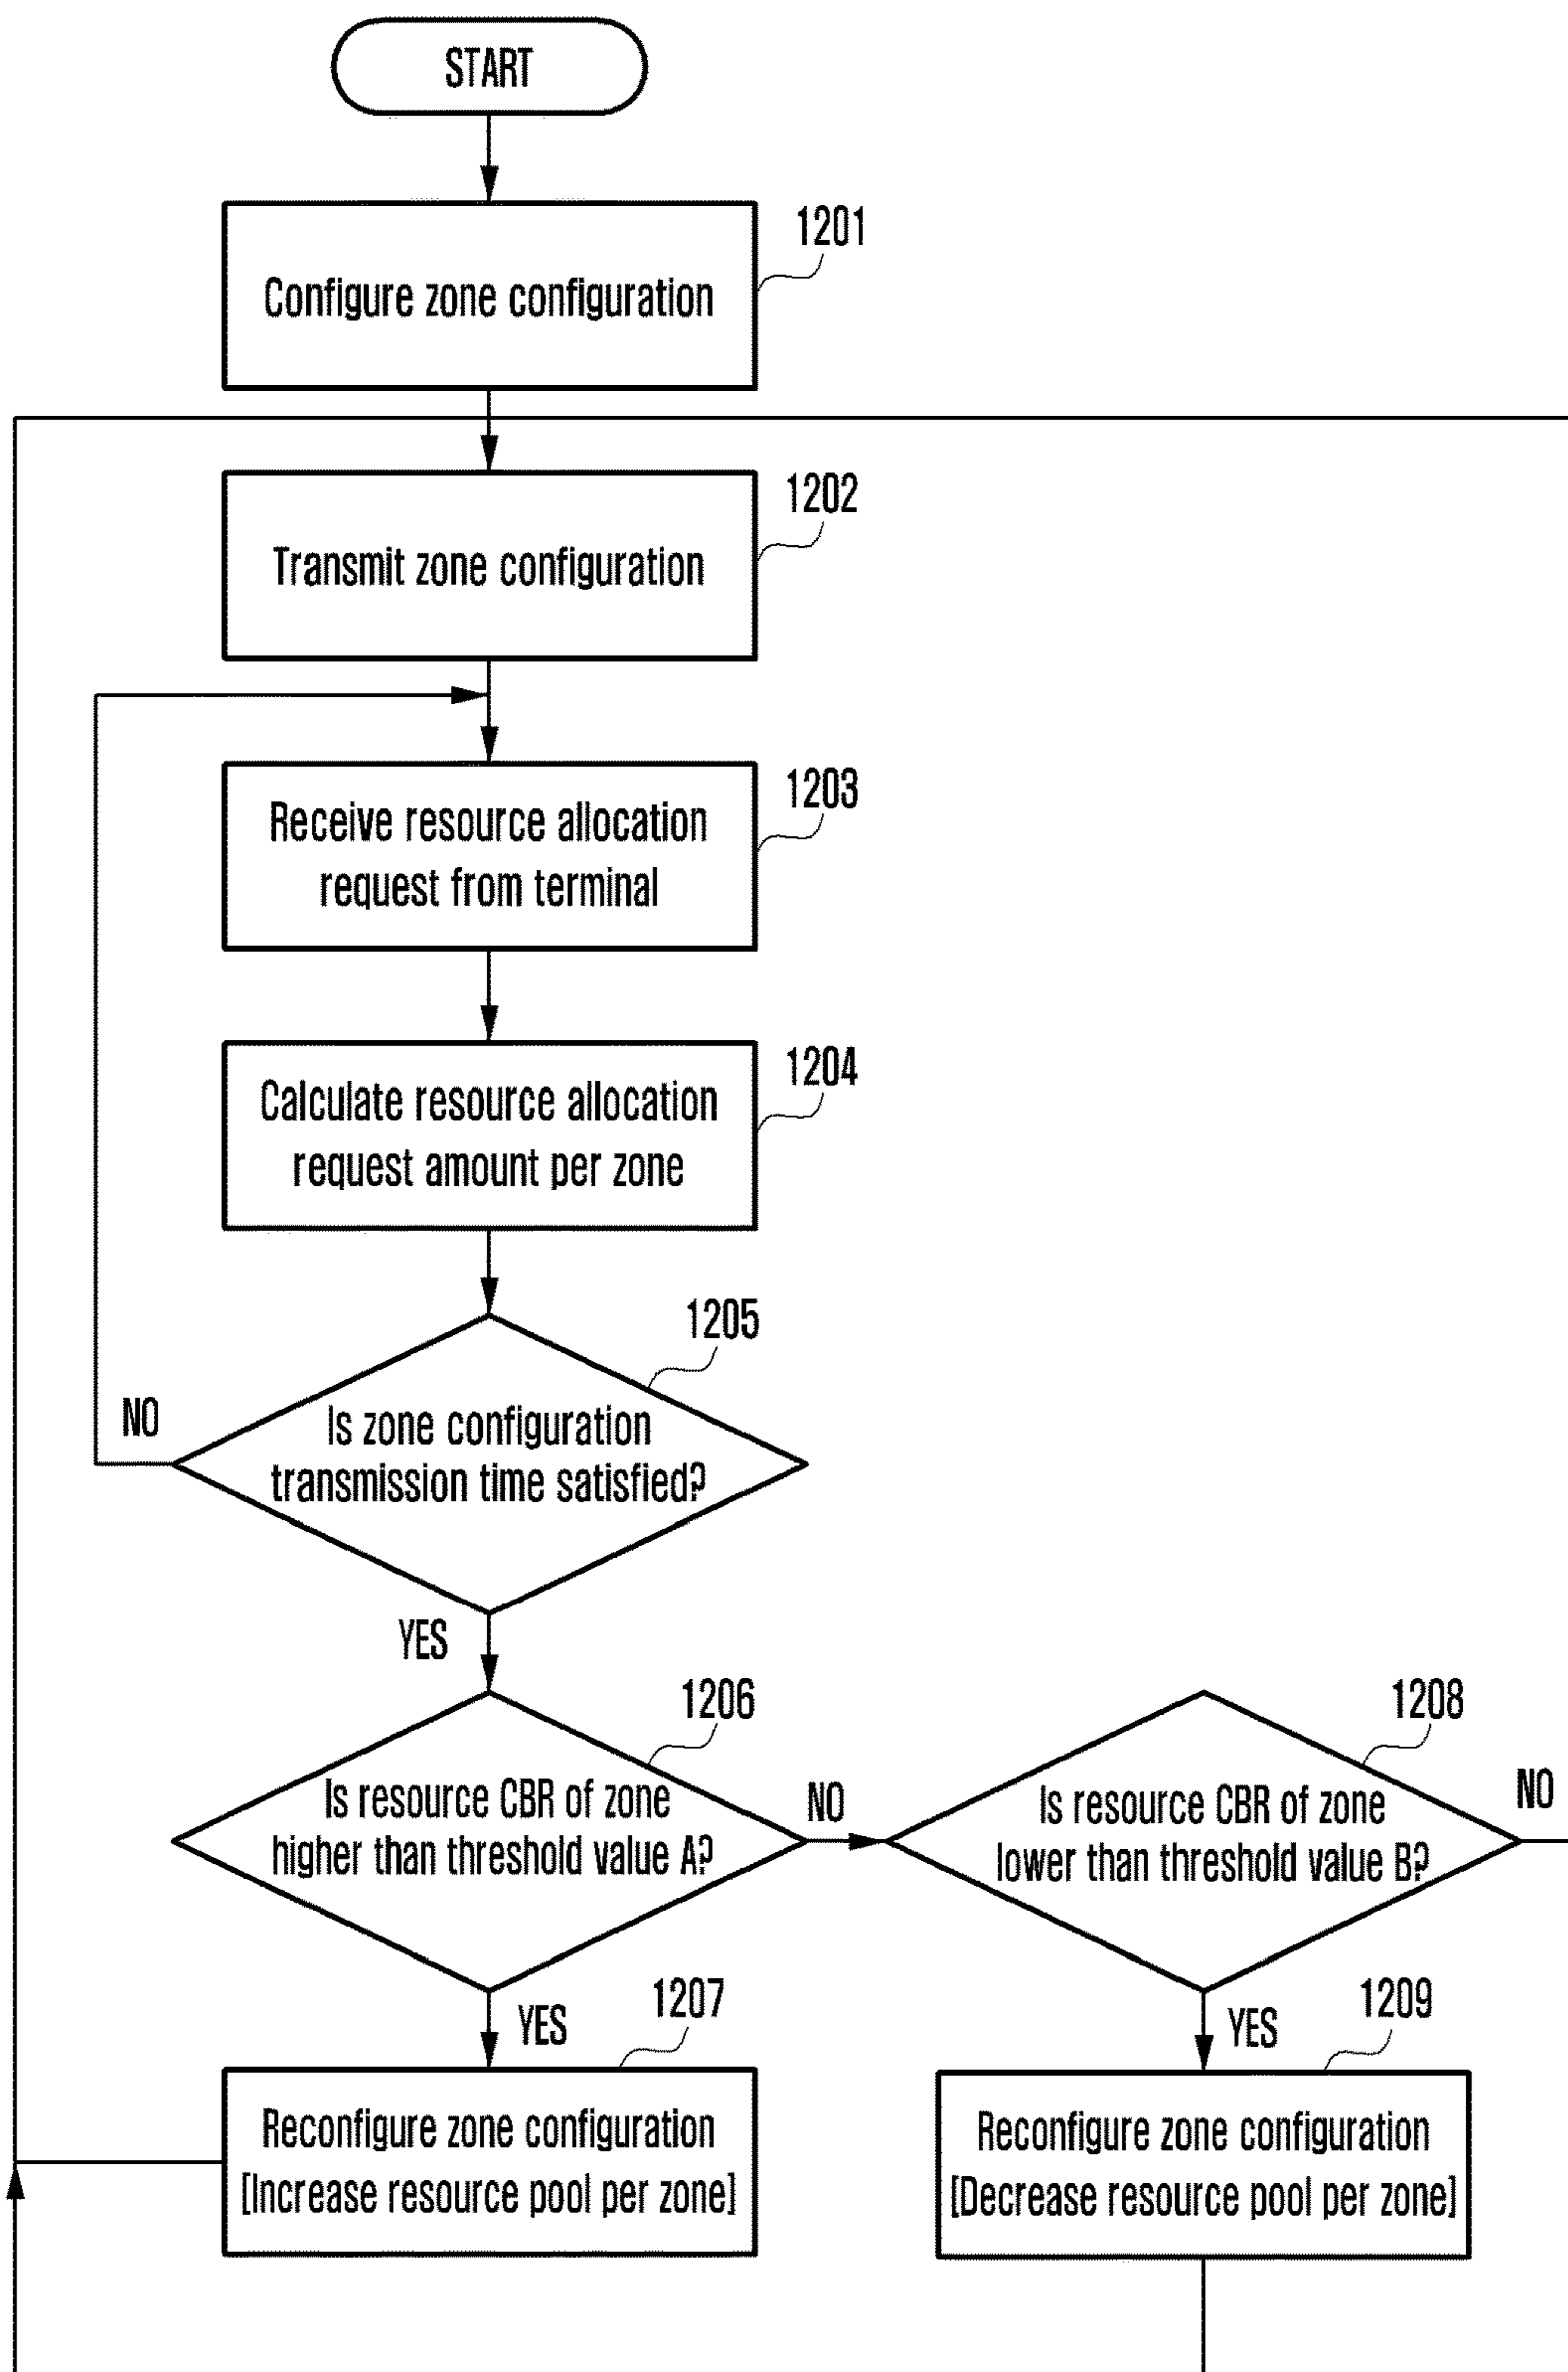 START
1201
Configure zone configuration
1202
Transmit zone configuration
1203
Receive resource allocation
request from terminal
1204
Calculate resource allocation
request amount per zone
1205
NO
Is zone configuration
transmission time satisfied?
YES
1206
Is resource CBR of zone
higher than threshold value A?
NO
1208
Is resource CBR of zone
lower than threshold value B?
NO
YES
1207
Reconfigure zone configuration
[Increase resource pool per zone]
YES
1209
Reconfigure zone configuration
[Decrease resource pool per zone]